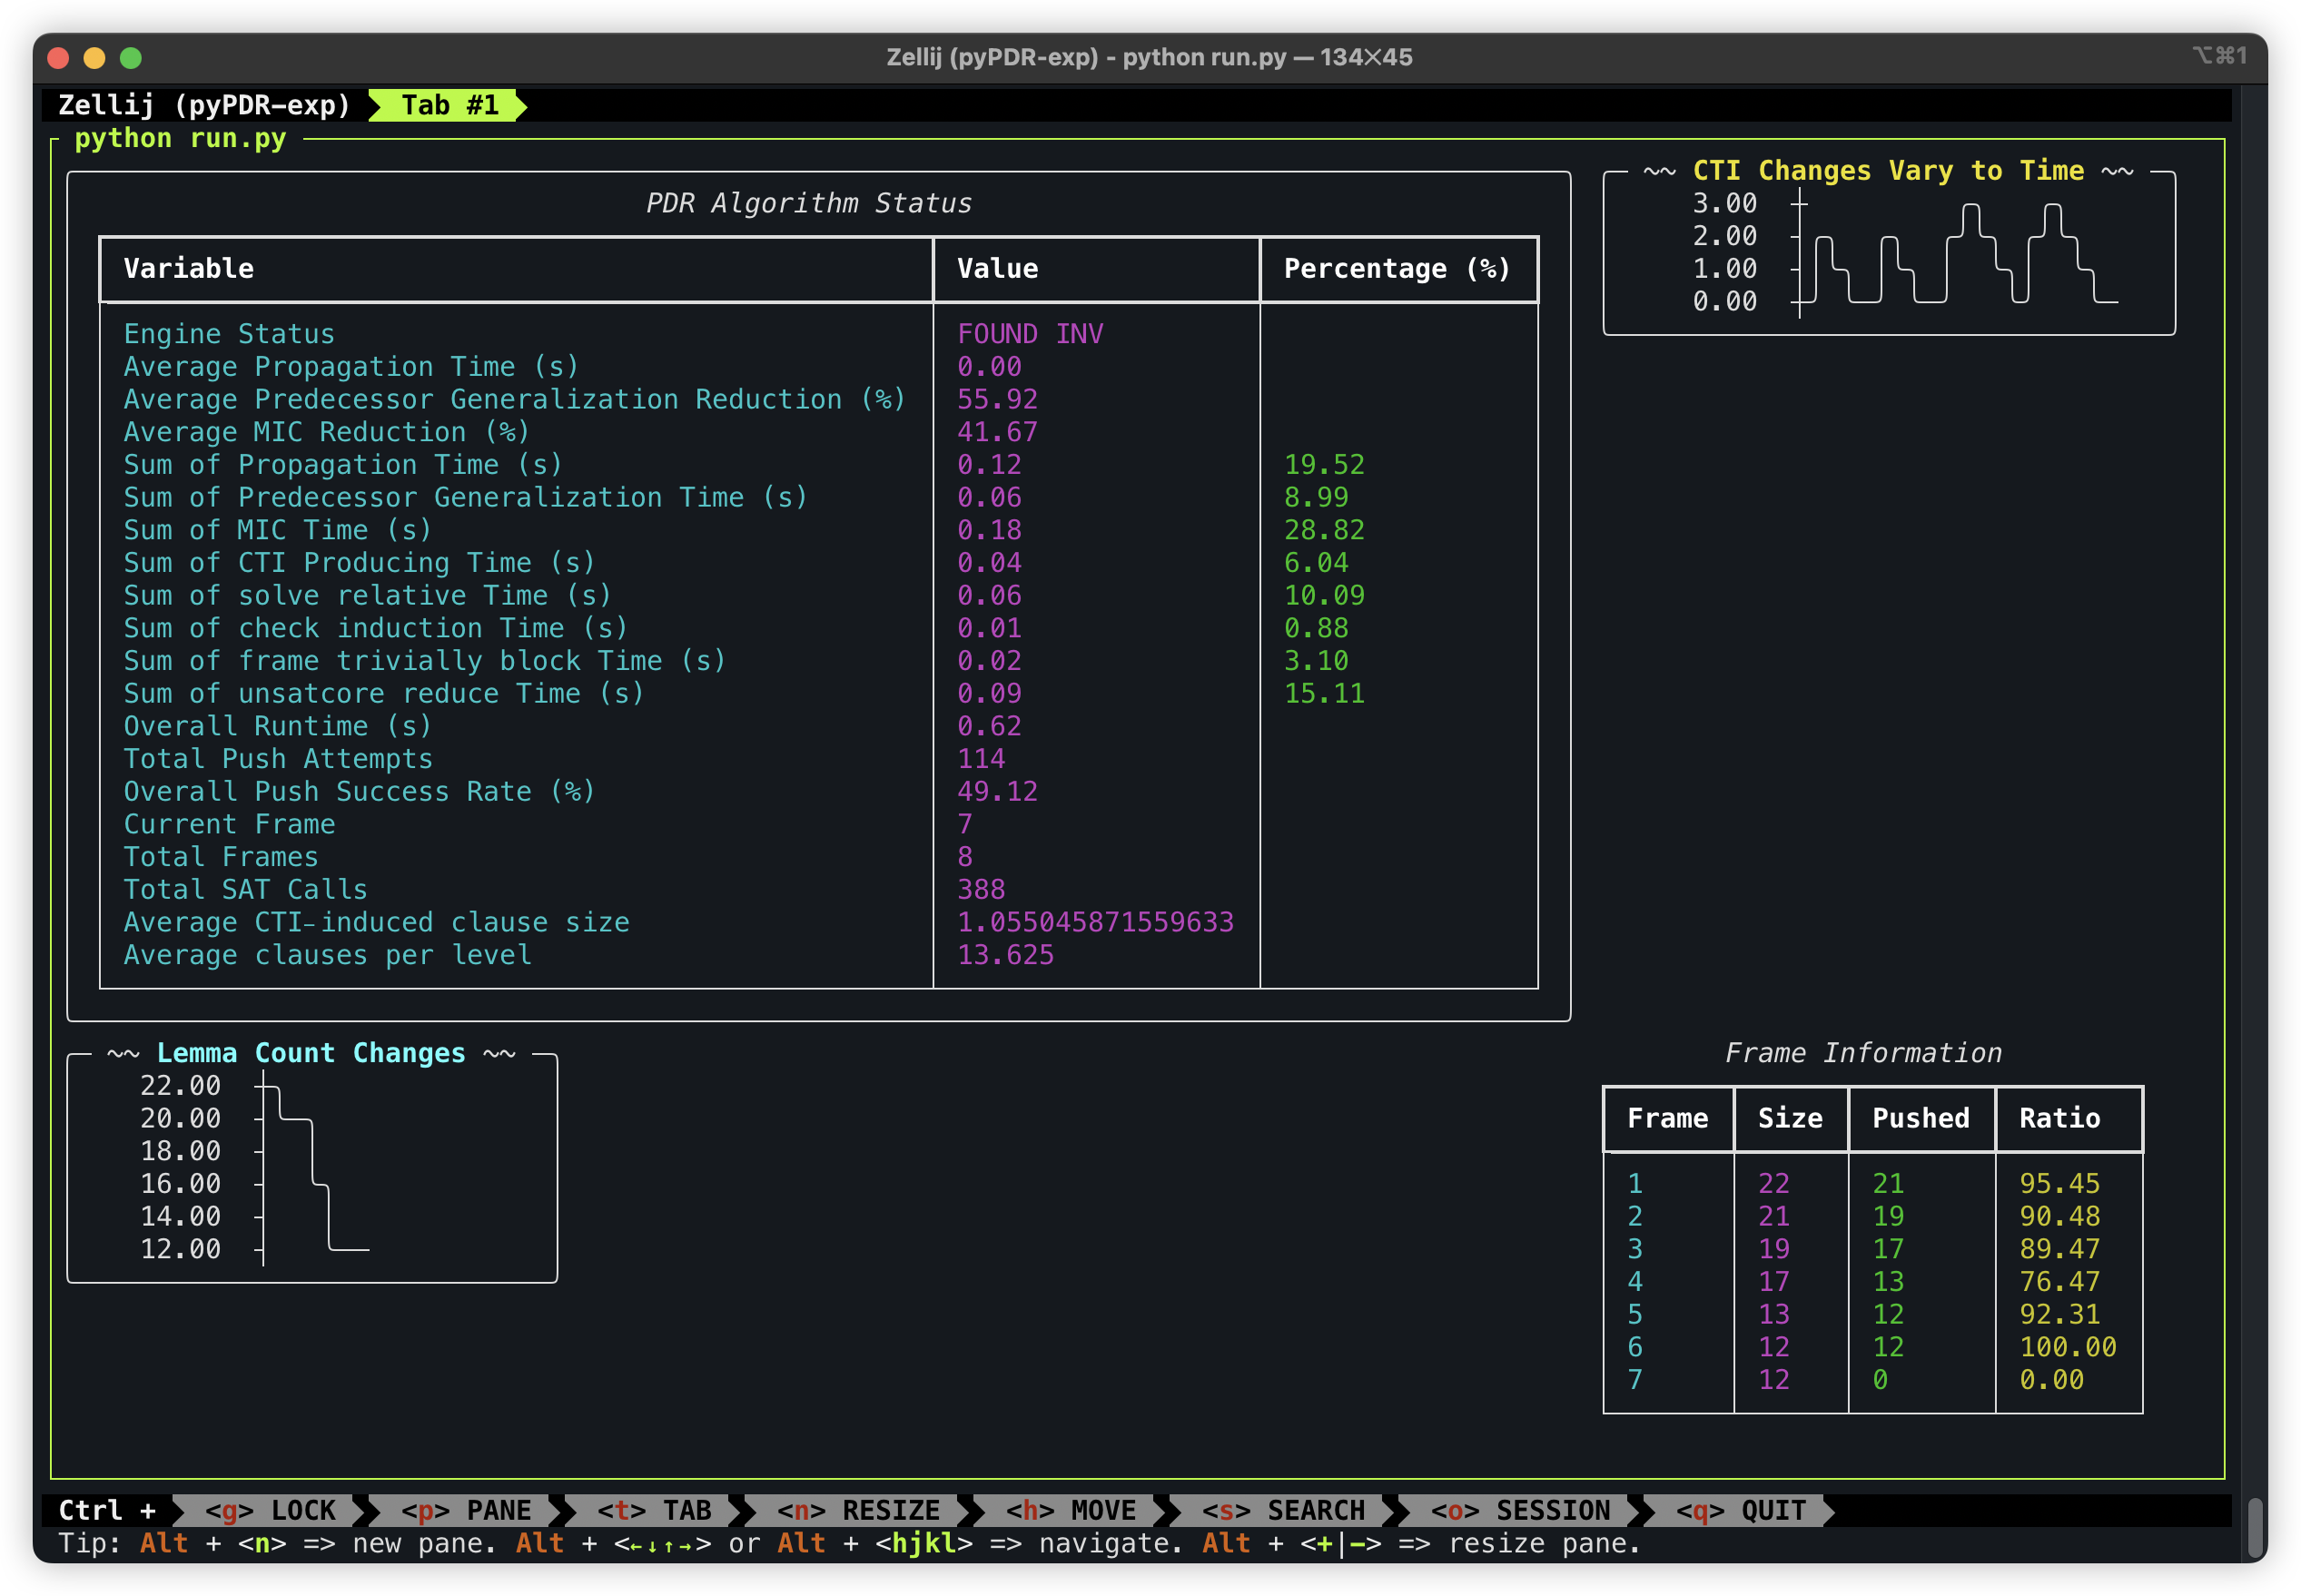 Zellij (pyPDR-exp) - python run.py — 134×45
⌥⌘1
Zellij (pyPDR-exp) Tab #1
python run.py
PDR Algorithm Status
Variable Value Percentage (%)
Engine Status FOUND INV
Average Propagation Time (s) 0.00
Average Predecessor Generalization Reduction (%) 55.92
Average MIC Reduction (%) 41.67
Sum of Propagation Time (s) 0.12 19.52
Sum of Predecessor Generalization Time (s) 0.06 8.99
Sum of MIC Time (s) 0.18 28.82
Sum of CTI Producing Time (s) 0.04 6.04
Sum of solve relative Time (s) 0.06 10.09
Sum of check induction Time (s) 0.01 0.88
Sum of frame trivially block Time (s) 0.02 3.10
Sum of unsatcore reduce Time (s) 0.09 15.11
Overall Runtime (s) 0.62
Total Push Attempts 114
Overall Push Success Rate (%) 49.12
Current Frame 7
Total Frames 8
Total SAT Calls 388
Average CTI-induced clause size 1.055045871559633
Average clauses per level 13.625
~~ CTI Changes Vary to Time ~~
3.00
2.00
1.00
0.00
~~ Lemma Count Changes ~~
22.00
20.00
18.00
16.00
14.00
12.00
Frame Information
Frame Size Pushed Ratio
1 22 21 95.45
2 21 19 90.48
3 19 17 89.47
4 17 13 76.47
5 13 12 92.31
6 12 12 100.00
7 12 0 0.00
Ctrl + <g> LOCK <p> PANE <t> TAB <n> RESIZE <h> MOVE <s> SEARCH <o> SESSION <q> QUIT
Tip: Alt + <n> => new pane. Alt + <←↓↑→> or Alt + <hjkl> => navigate. Alt + <+|-> => resize pane.